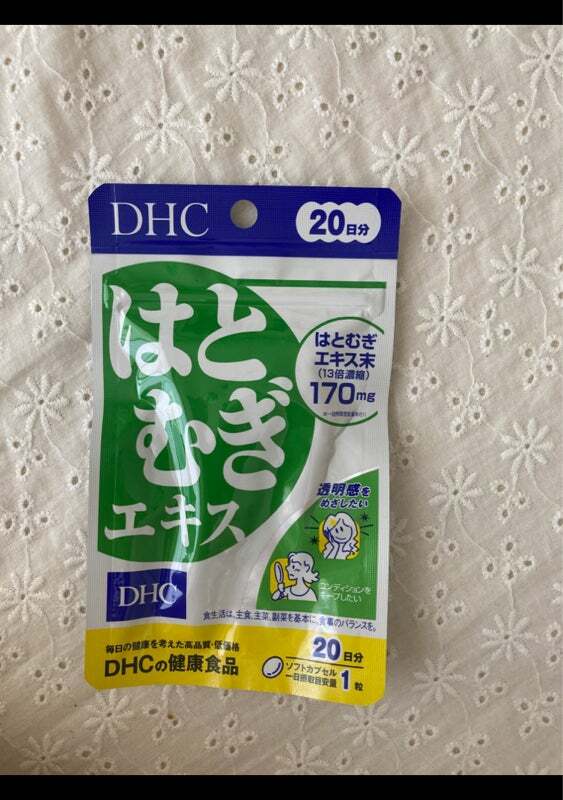 DHC
20日分
はと
むぎ
エキス
はとむぎ
エキス末
(13倍濃縮)
170mg
透明感を
めざしたい
コンディションを
キープしたい
DHC
食生活は、主食、主菜、副菜を基本に、食事のバランスを。
毎日の健康を考えた高品質・低価格
DHCの健康食品
20日分
ソフトカプセル
一日摂取目安量 1粒